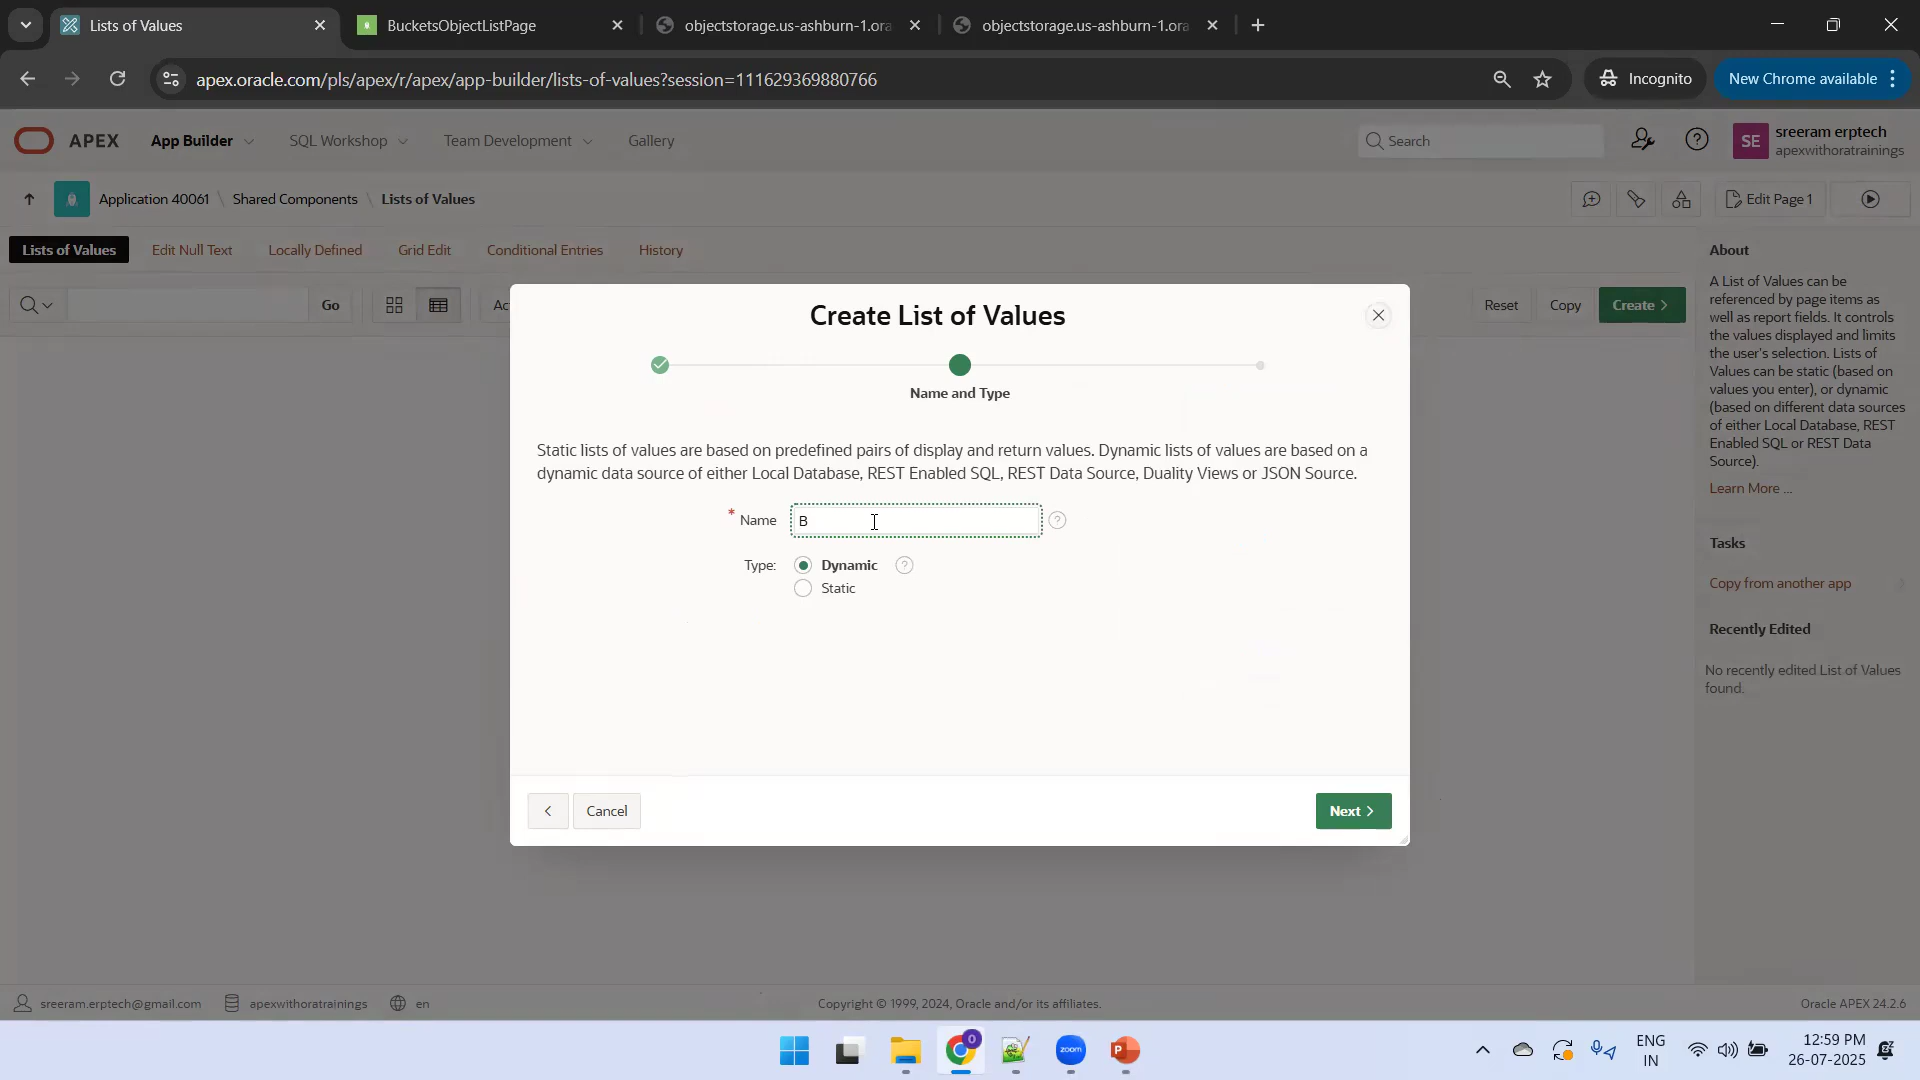 Lists of Values
BucketsObjectListPage
objectstorage.us-ashburn-1.ora
objectstorage.us-ashburn-1.ora
apex.oracle.com/pls/apex/r/apex/app-builder/lists-of-values?session=111629369880766
Incognito
New Chrome available
APEX
App Builder
SQL Workshop
Team Development
Gallery
Search
SE
sreeram erptech
apexwithoratrainings
Application 40061
Shared Components
Lists of Values
Edit Page 1
Lists of Values
Edit Null Text
Locally Defined
Grid Edit
Conditional Entries
History
Go
Ac
Reset
Copy
Create
About
A List of Values can be
referenced by page items as
well as report fields. It controls
the values displayed and limits
the user's selection. Lists of
Values can be static (based on
values you enter), or dynamic
(based on different data sources
of either Local Database, REST
Enabled SQL or REST Data
Source).
Learn More ...
Tasks
Copy from another app
Recently Edited
No recently edited List of Values
found.
Create List of Values
Name and Type
Static lists of values are based on predefined pairs of display and return values. Dynamic lists of values are based on a
dynamic data source of either Local Database, REST Enabled SQL, REST Data Source, Duality Views or JSON Source.
* Name
B
Type:
Dynamic
Static
Cancel
Next
sreeram.erptech@gmail.com
apexwithoratrainings
en
Copyright © 1999, 2024, Oracle and/or its affiliates.
Oracle APEX 24.2.6
0
zoom
P
ENG
IN
12:59 PM
26-07-2025